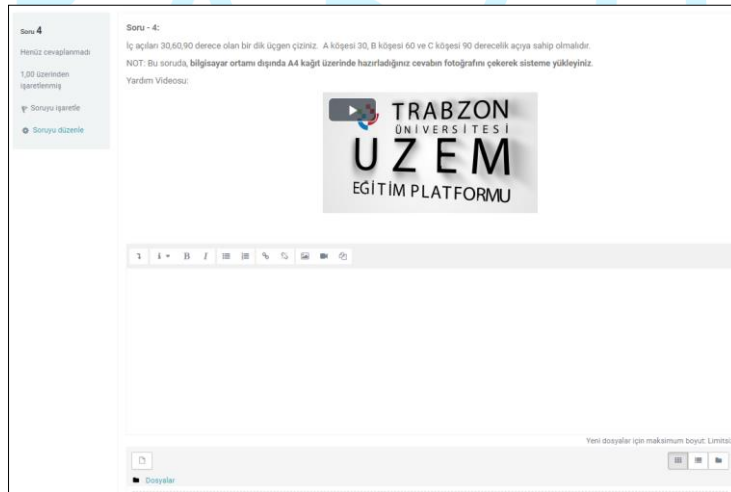 Soru 4
Henüz cevaplanmadı
1,00 üzerinden
işaretlenmiş
Soruyu işaretle
Soruyu düzenle
Soru - 4:
İç açıları 30,60,90 derece olan bir dik üçgen çiziniz. A köşesi 30, B köşesi 60 ve C köşesi 90 derecelik açıya sahip olmalıdır.
NOT: Bu soruda, bilgisayar ortamı dışında A4 kağıt üzerinde hazırladığınız cevabın fotoğrafını çekerek sisteme yükleyiniz.
Yardım Videosu:
TRABZON
ÜNİVERSİTESİ
UZEM
EĞİTİM PLATFORMU
Yeni dosyalar için maksimum boyut: Limitsi
Dosyalar